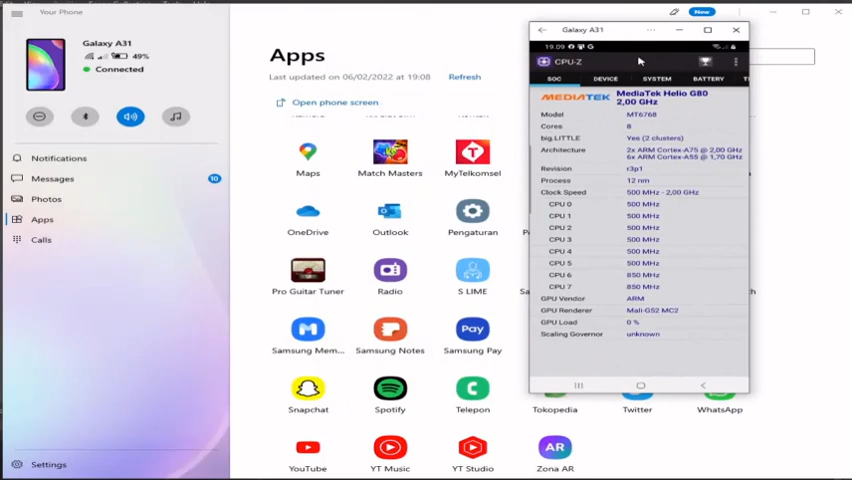 Your Phone
New
Galaxy A31
49%
Connected
Notifications
Messages
10
Photos
Apps
Calls
Settings
Apps
Last updated on 06/02/2022 at 19:08
Refresh
Open phone screen
Maps
Match Masters
MyTelkomsel
OneDrive
Outlook
Pengaturan
Pro Guitar Tuner
Radio
S LIME
Samsung Mem...
Samsung Notes
Pay
Samsung Pay
Snapchat
Spotify
Telepon
Tokopedia
Twitter
WhatsApp
YouTube
YT Music
YT Studio
AR
Zona AR
Galaxy A31
19.09
CPU-Z
SOC
DEVICE
SYSTEM
BATTERY
MEDIATEK
MediaTek Helio G80
2,00 GHz
Model MT6768
Cores 8
big.LITTLE Yes (2 clusters)
Architecture 2x ARM Cortex-A75 @ 2,00 GHz
6x ARM Cortex-A55 @ 1,70 GHz
Revision r3p1
Process 12 nm
Clock Speed 500 MHz - 2,00 GHz
CPU 0 500 MHz
CPU 1 500 MHz
CPU 2 500 MHz
CPU 3 500 MHz
CPU 4 500 MHz
CPU 5 500 MHz
CPU 6 850 MHz
CPU 7 850 MHz
GPU Vendor ARM
GPU Renderer Mali-G52 MC2
GPU Load 0 %
Scaling Governor unknown